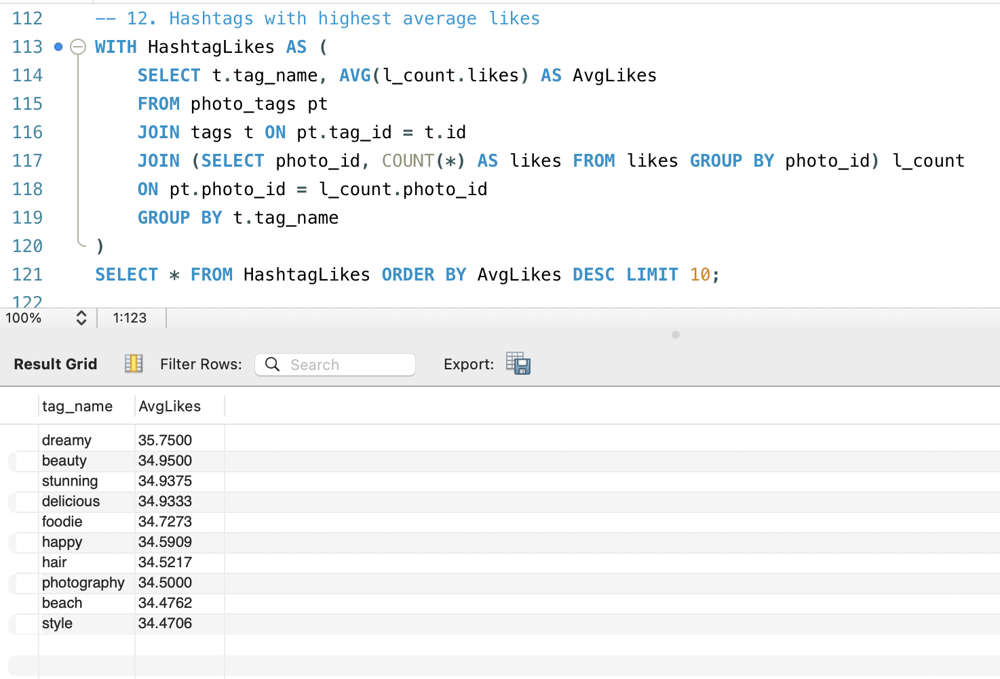 112 -- 12. Hashtags with highest average likes
113 WITH HashtagLikes AS (
114 SELECT t.tag_name, AVG(l_count.likes) AS AvgLikes
115 FROM photo_tags pt
116 JOIN tags t ON pt.tag_id = t.id
117 JOIN (SELECT photo_id, COUNT(*) AS likes FROM likes GROUP BY photo_id) l_count
118 ON pt.photo_id = l_count.photo_id
119 GROUP BY t.tag_name
120 )
121 SELECT * FROM HashtagLikes ORDER BY AvgLikes DESC LIMIT 10;
122
100% 1:123
Result Grid Filter Rows: Search Export:
tag_name AvgLikes
dreamy 35.7500
beauty 34.9500
stunning 34.9375
delicious 34.9333
foodie 34.7273
happy 34.5909
hair 34.5217
photography 34.5000
beach 34.4762
style 34.4706